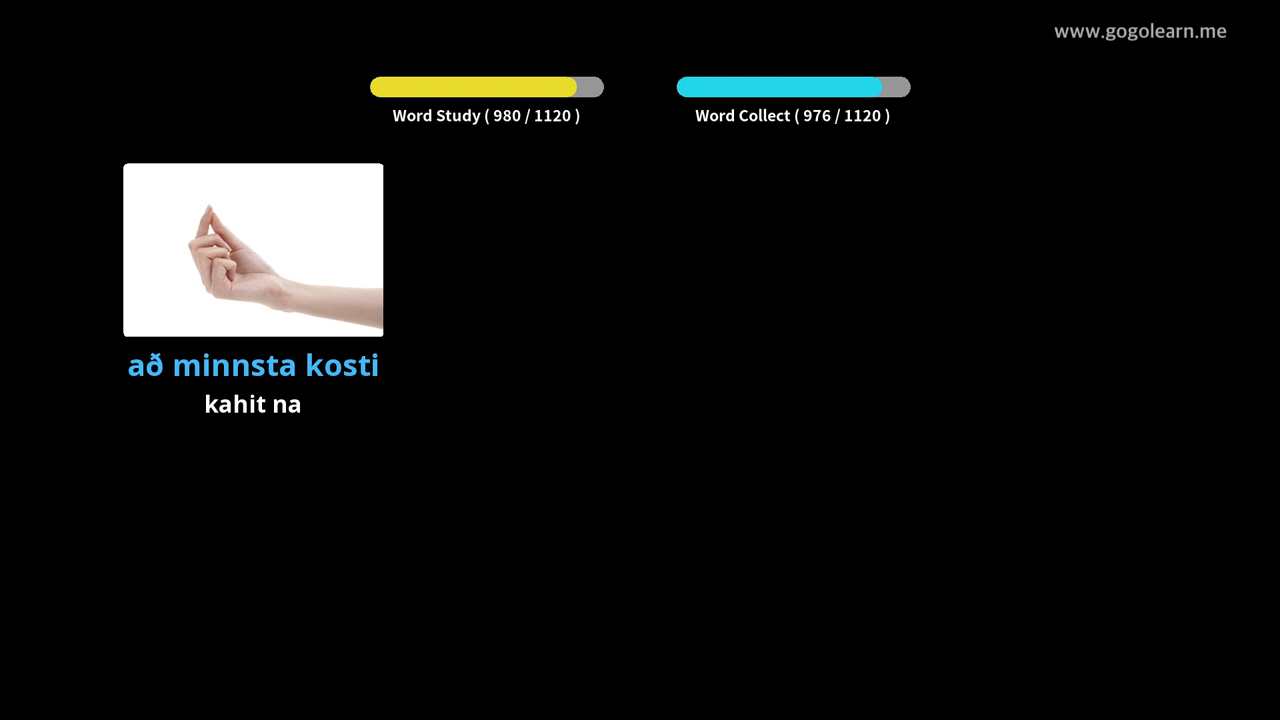 www.gogolearn.me
Word Study ( 980 / 1120 )
Word Collect ( 976 / 1120 )
að minnsta kosti
kahit na